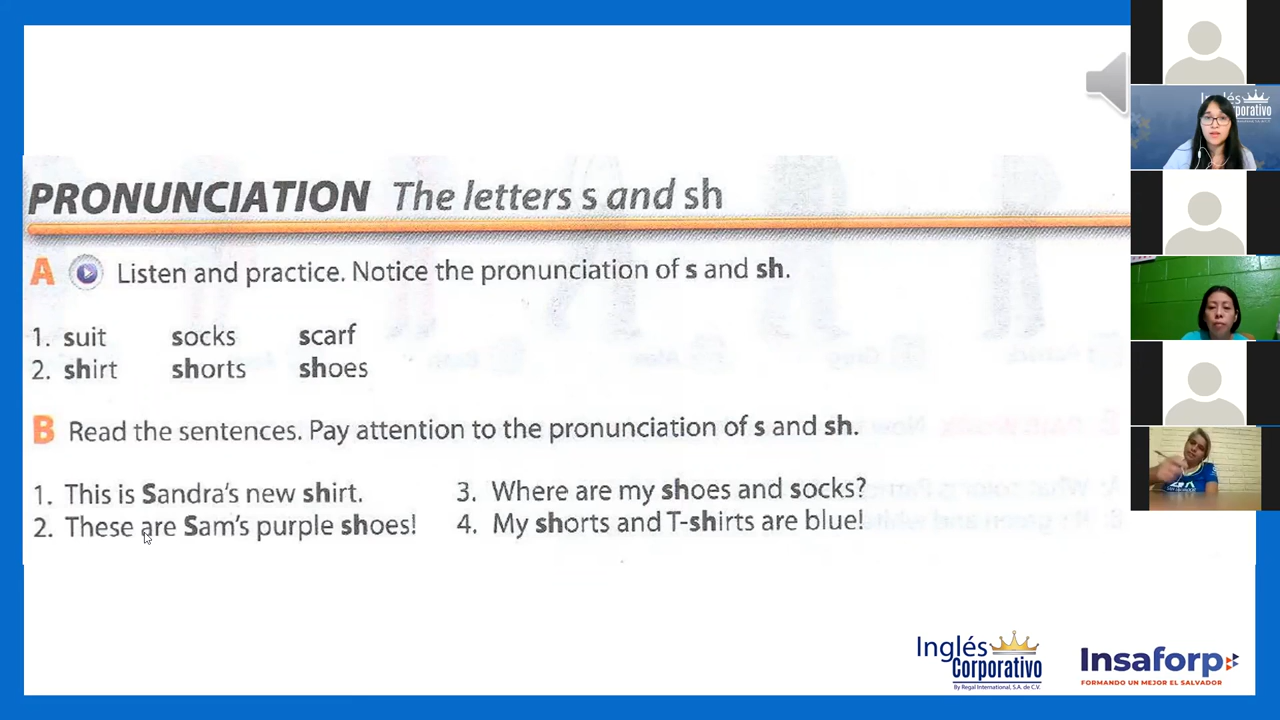 PRONUNCIATION The letters s and sh
A Listen and practice. Notice the pronunciation of s and sh.
1. suit socks scarf
2. shirt shorts shoes
B Read the sentences. Pay attention to the pronunciation of s and sh.
1. This is Sandra's new shirt.
2. These are Sam's purple shoes!
3. Where are my shoes and socks?
4. My shorts and T-shirts are blue!
Inglés
Corporativo
By Regal International, S.A. de C.V.
Insaforp
FORMANDO UN MEJOR EL SALVADOR
Inglés
Corporativo